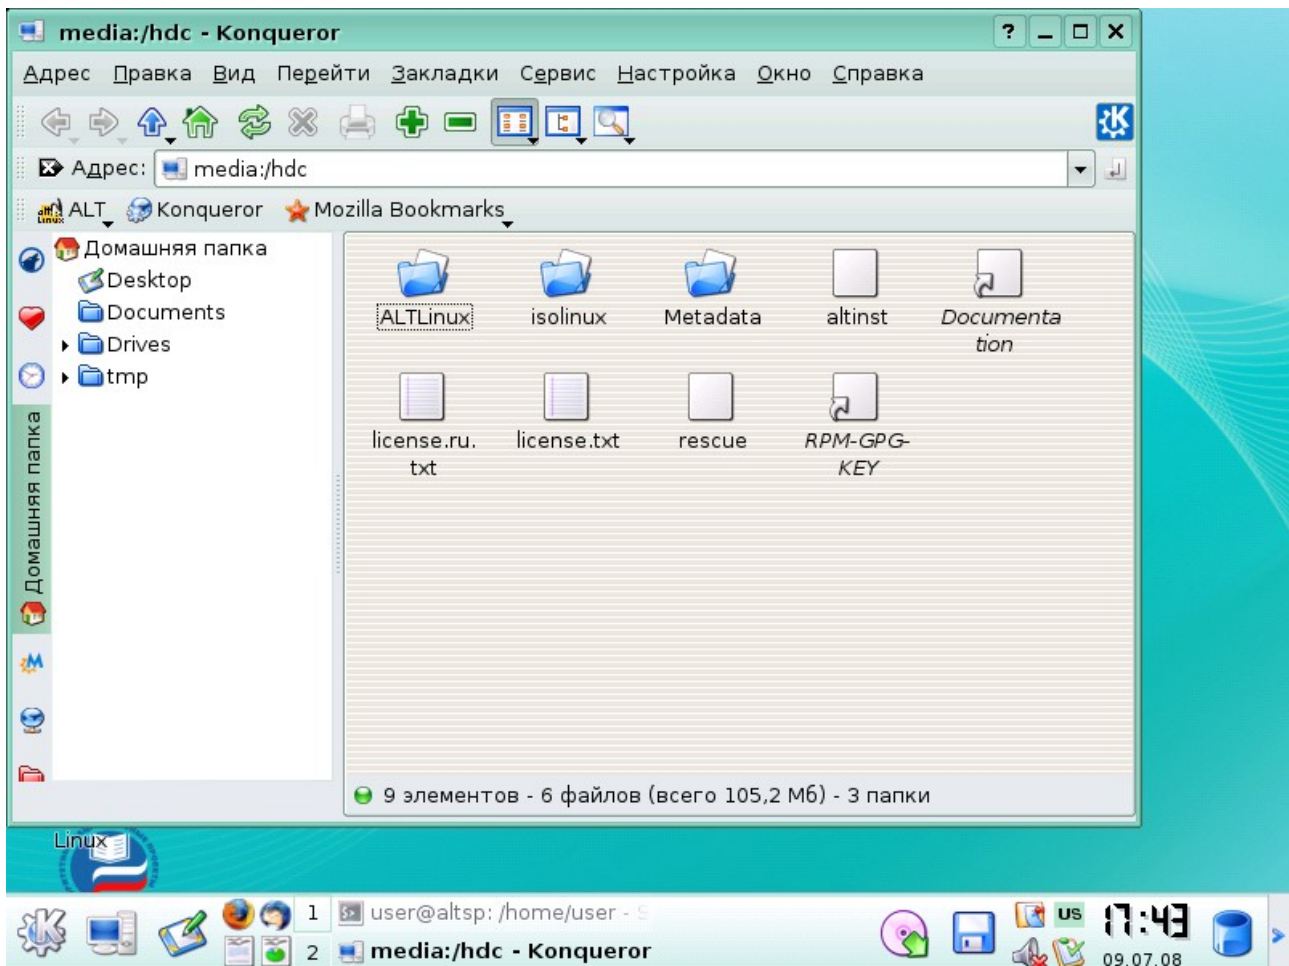 media:/hdc - Konqueror
Адрес Правка Вид Перейти Закладки Сервис Настройка Окно Справка
Адрес: media:/hdc
ALT Konqueror Mozilla Bookmarks
Домашняя папка
Desktop
Documents
Drives
tmp
Домашняя папка
ALTLinux isolinux Metadata altinst Documenta
tion
license.ru. license.txt rescue RPM-GPG-
txt KEY
9 элементов - 6 файлов (всего 105,2 Мб) - 3 папки
Linux
1 user@altsp: /home/user -
2 media:/hdc - Konqueror
US
17:43
09.07.08